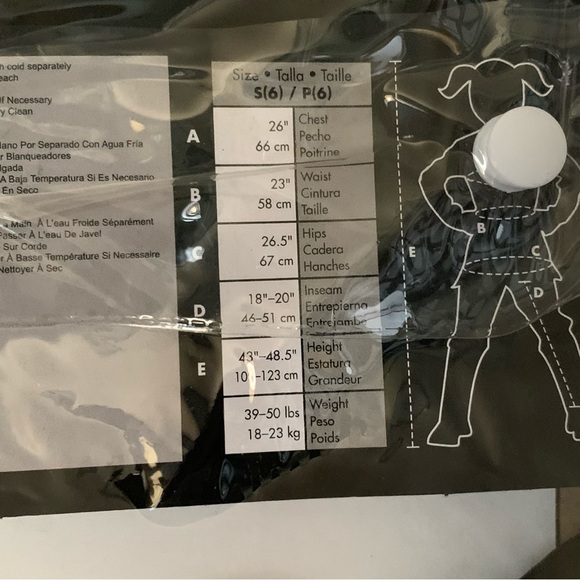 cold separately
each
If Necessary
Clean
Mano Por Separado Con Agua Fría
Blanqueadores
A Baja Temperatura Si Es Necesario
En Seco
Main À L'eau Froide Séparément
Passer À L'eau De Javel
Sur Corde
À Basse Température Si Necessaire
Nettoyer À Sec
Size • Talla • Taille
S(6) / P(6)
A
26"
66 cm
Chest
Pecho
Poitrine
B
23"
58 cm
Waist
Cintura
Taille
C
26.5"
67 cm
Hips
Cadera
Hanches
D
18"–20"
46–51 cm
Inseam
Entrepierna
Entrejambe
E
43"–48.5"
–123 cm
Height
Estatura
Grandeur
39–50 lbs
18–23 kg
Weight
Peso
Poids
B
E
C
D